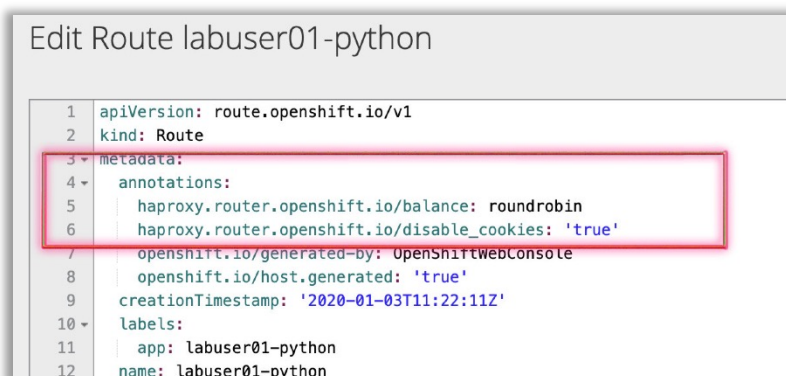 Edit Route labuser01-python
1 apiVersion: route.openshift.io/v1
2 kind: Route
3 metadata:
4 annotations:
5 haproxy.router.openshift.io/balance: roundrobin
6 haproxy.router.openshift.io/disable_cookies: 'true'
7 openshift.io/generated-by: OpenShiftWebConsole
8 openshift.io/host.generated: 'true'
9 creationTimestamp: '2020-01-03T11:22:11Z'
10 labels:
11 app: labuser01-python
12 name: labuser01-python